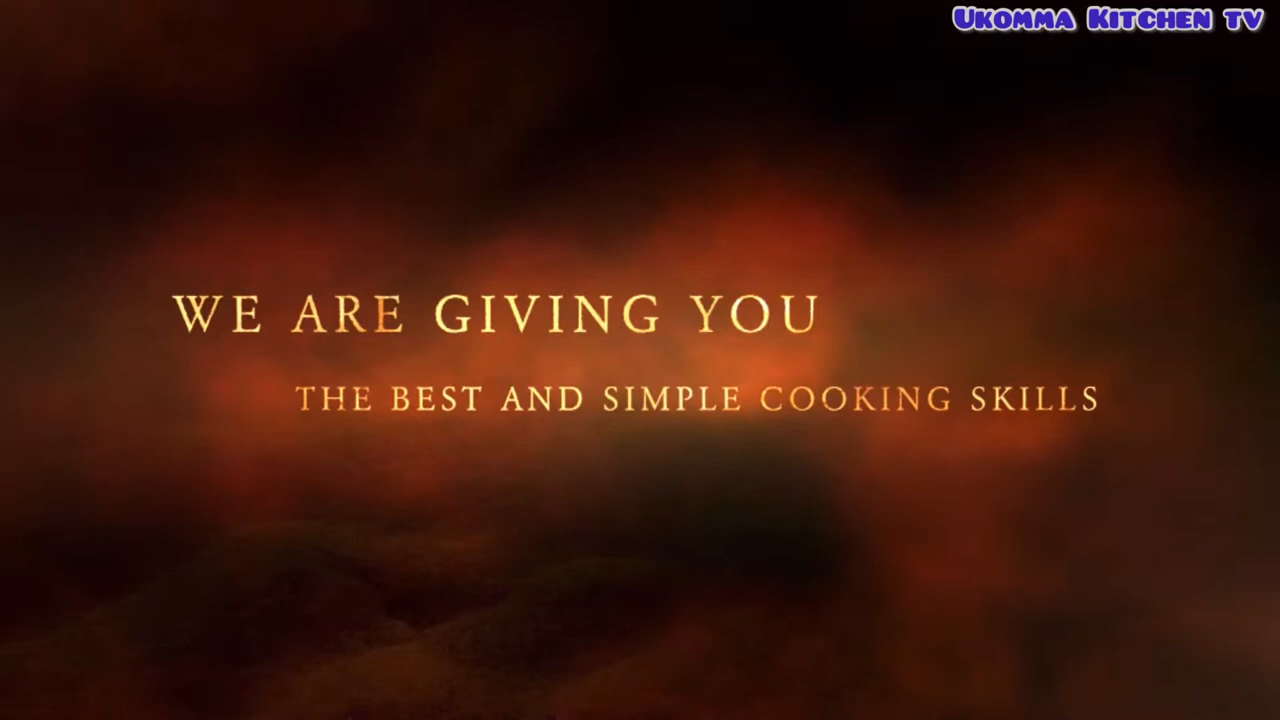 Ukomma Kitchen tv
WE ARE GIVING YOU
THE BEST AND SIMPLE COOKING SKILLS